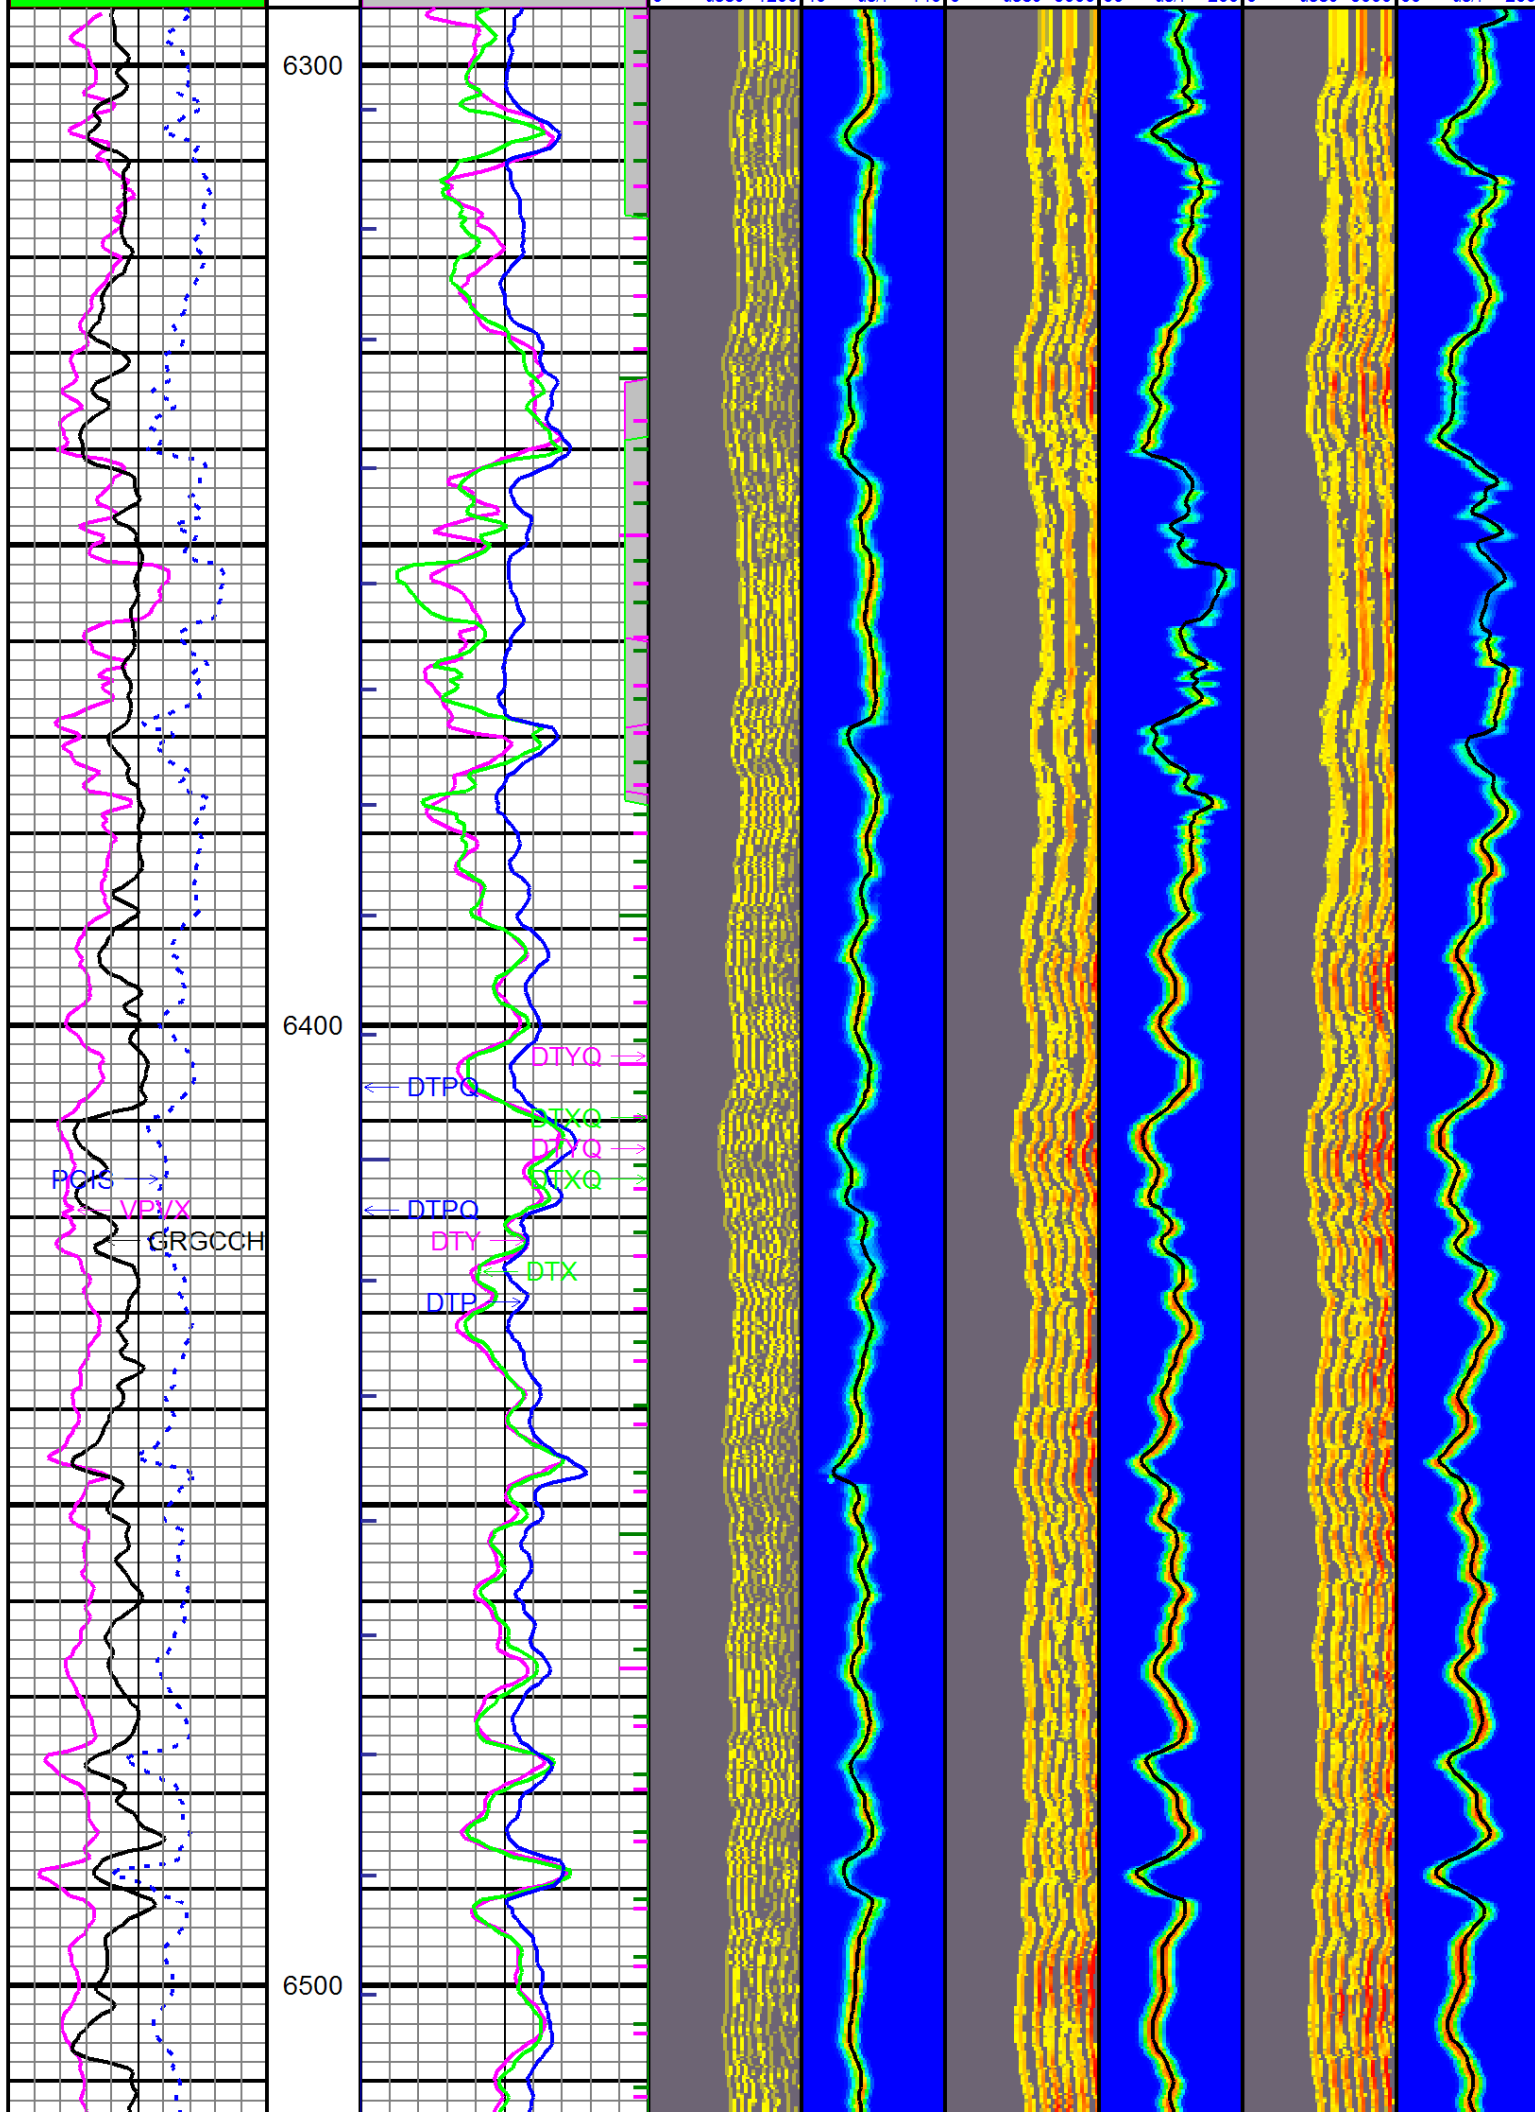 6300
6400
DTYQ
DTPQ
DTXQ
DTYQ
PCIS
DTXQ
VPVX
DTPQ
GRGCCH
DTY
DTX
DTP
6500